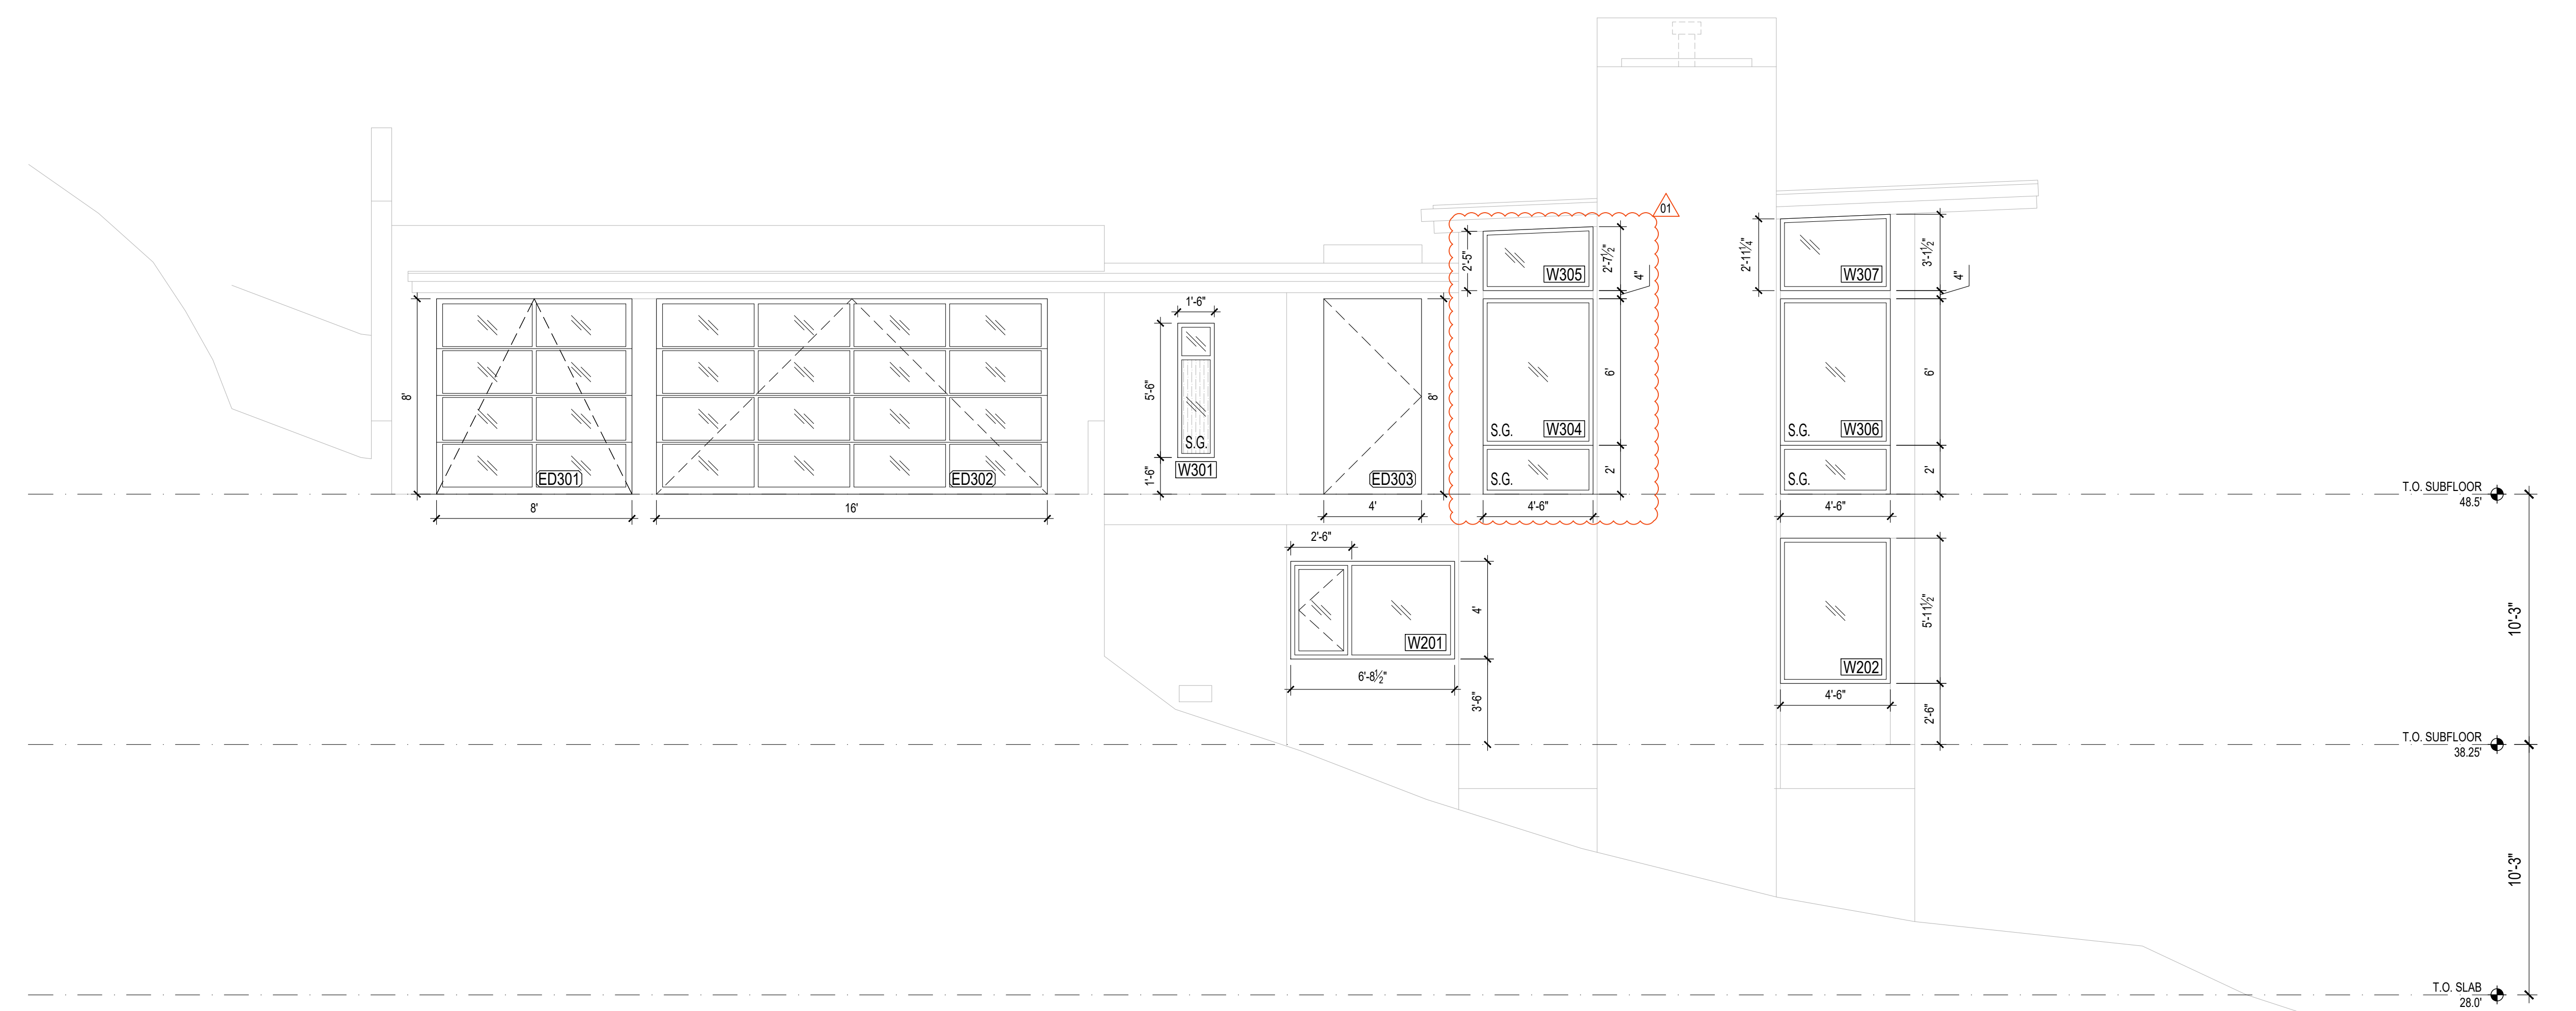 01
2'-5"
W305
2'-7½"
4"
2'-11¼"
W307
3'-1½"
4"
8'
ED301
8'
ED302
16'
1'-6"
5'-6"
S.G.
W301
1'-6"
ED303
8'
4'
6'
S.G.
W304
S.G.
2'
4'-6"
6'
S.G.
W306
S.G.
2'
4'-6"
T.O. SUBFLOOR
48.5'
2'-6"
W201
4'
6'-8½"
3'-6"
W202
5'-11½"
4'-6"
2'-6"
10'-3"
T.O. SUBFLOOR
38.25'
10'-3"
T.O. SLAB
28.0'